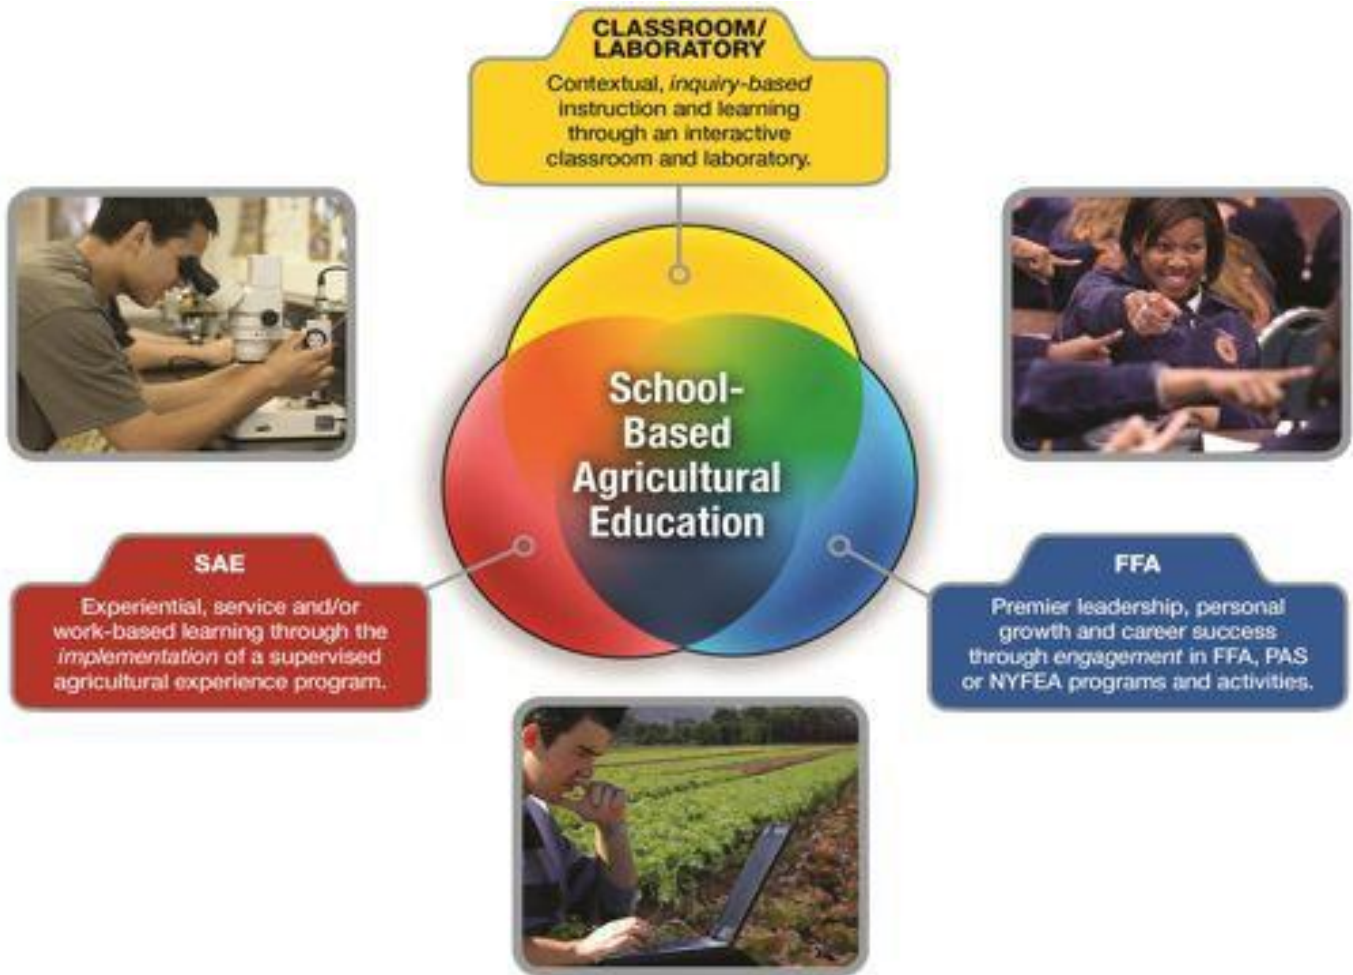 CLASSROOM/
LABORATORY
Contextual, inquiry-based
instruction and learning
through an interactive
classroom and laboratory.
School-
Based
Agricultural
Education
SAE
Experiential, service and/or
work-based learning through the
implementation of a supervised
agricultural experience program.
FFA
Premier leadership, personal
growth and career success
through engagement in FFA, PAS
or NYFEA programs and activities.